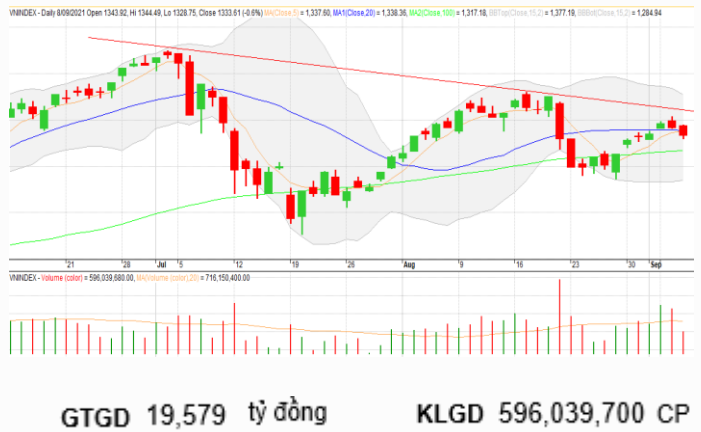 VNINDEX - Daily 8/09/2021 Open 1343.92, Hi 1344.49, Lo 1328.75, Close 1333.61 (-0.6%) MA(Close,5) = 1,337.60, MA1(Close,20) = 1,338.36, MA2(Close,100) = 1,317.18, BBTop(Close,15,2) = 1,377.19, BBBot(Close,15,2) = 1,284.94
21 28 Jul 5 12 19 26 Aug 9 16 23 30 Sep
VNINDEX - Volume (color) = 596,039,680.00, MA(Volume (color),20) = 716,150,400.00
GTGD 19,579 tỷ đồng KLGD 596,039,700 CP